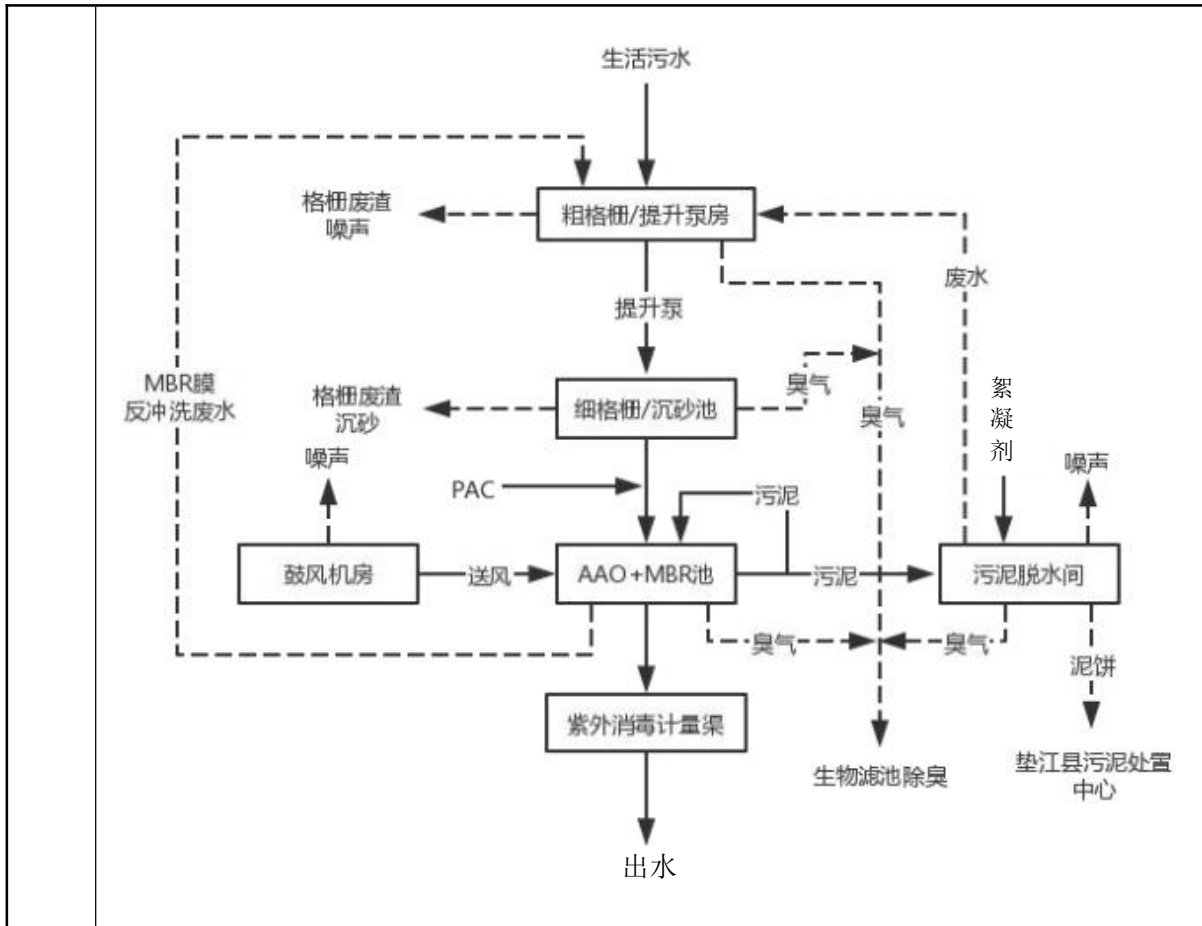 生活污水
格栅废渣
噪声
粗格栅/提升泵房
废水
提升泵
MBR膜
反冲洗废水
格栅废渣
沉砂
细格栅/沉砂池
臭气
臭气
絮
凝
剂
噪声
PAC
污泥
噪声
鼓风机房
送风
AAO+MBR池
污泥
污泥脱水间
臭气
臭气
泥饼
紫外消毒计量渠
生物滤池除臭
垫江县污泥处置
中心
出水